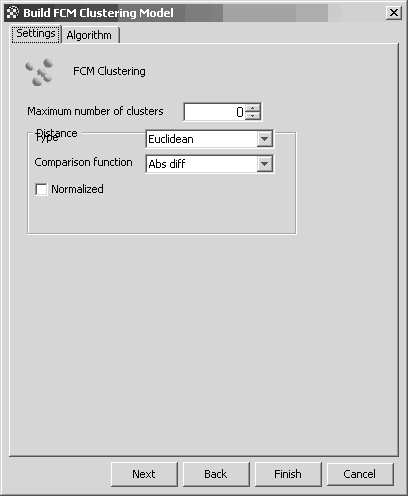 Build FCM Clustering Model
Settings Algorithm
FCM Clustering
Maximum number of clusters 0
Distance
Type Euclidean
Comparison function Abs diff
Normalized
Next Back Finish Cancel